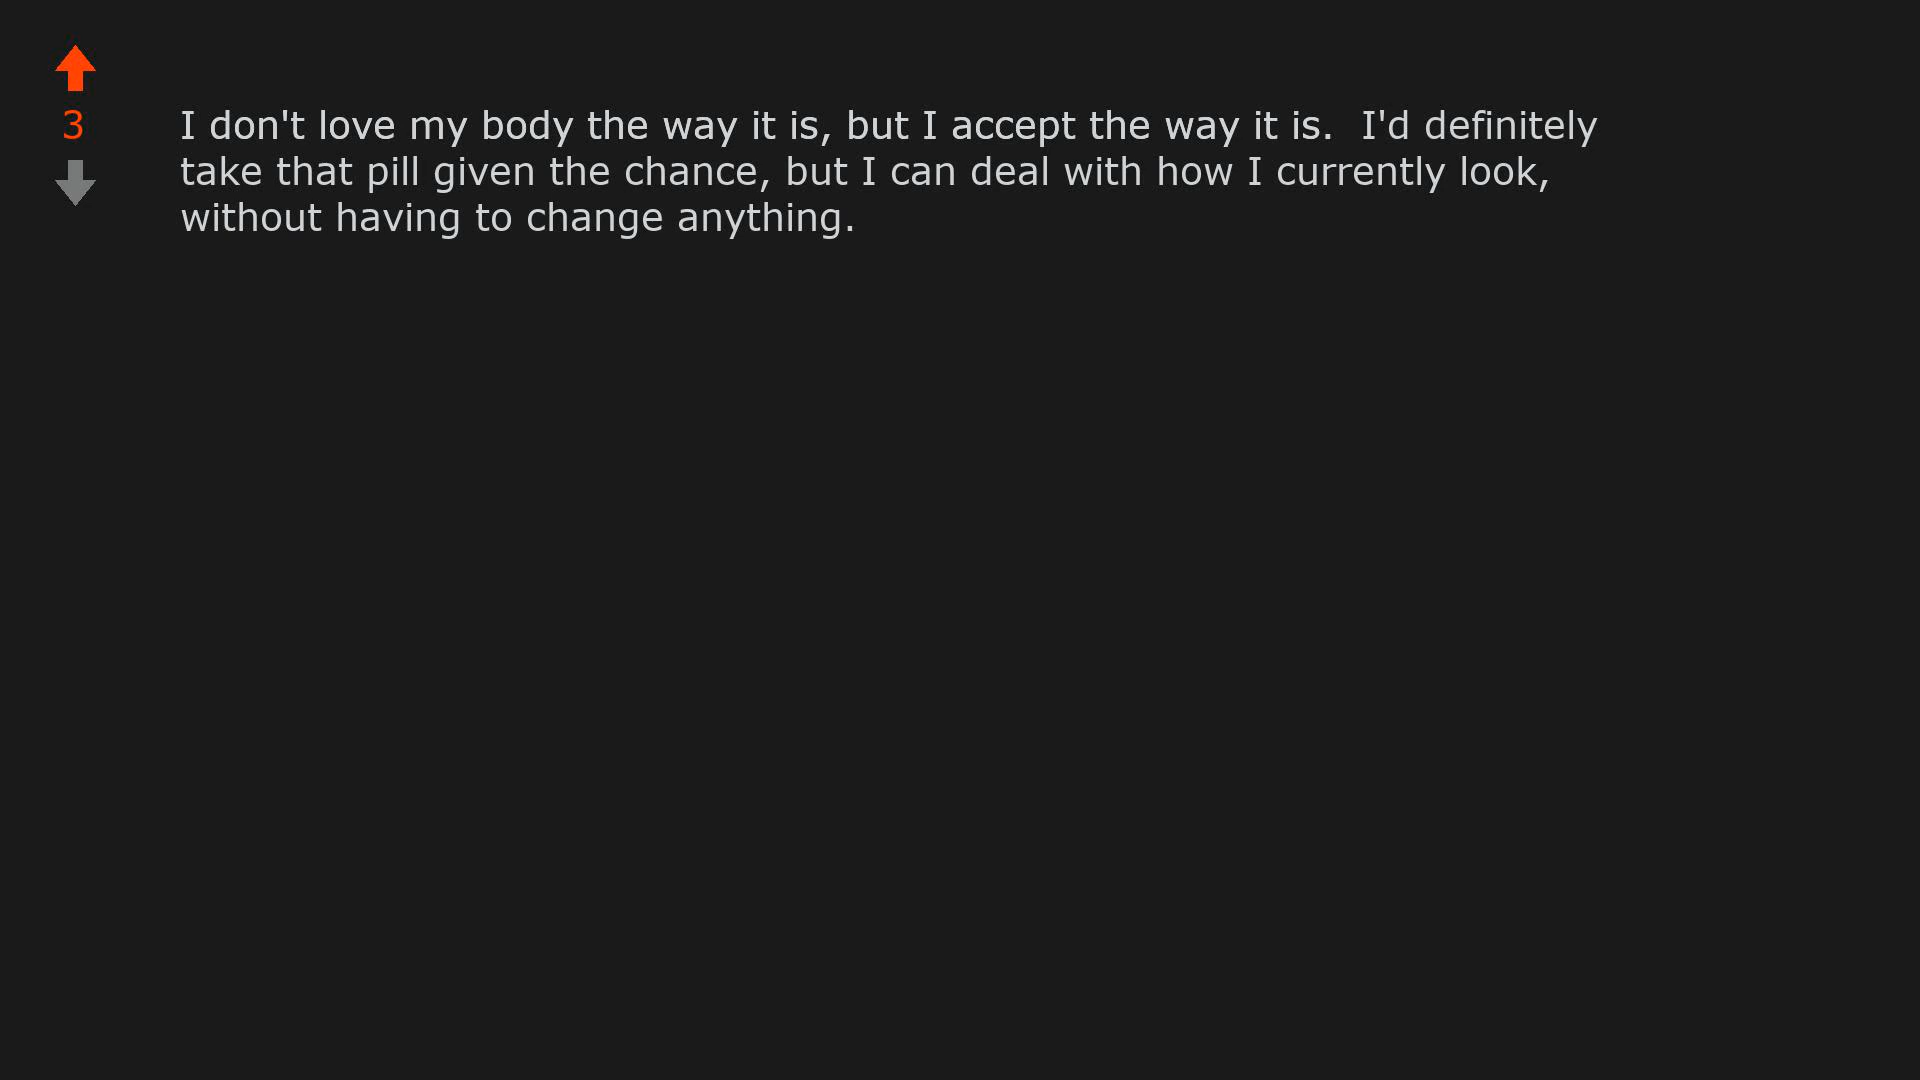 3
I don't love my body the way it is, but I accept the way it is.  I'd definitely
take that pill given the chance, but I can deal with how I currently look,
without having to change anything.